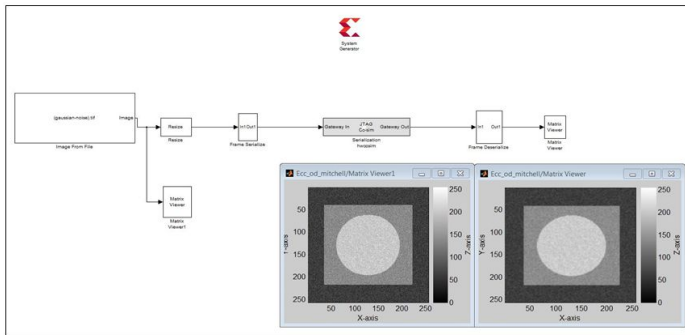 System
Generator
(gaussian-noise).tif
Image
Image From File
Resize
Resize
In1 Out1
Frame Serialize
Gateway In
JTAG
Co-sim
Gateway Out
Serialization
hwcosim
In1
Out1
Frame Deserialize
Matrix
Viewer
Matrix
Viewer
Matrix
Viewer
Matrix
Viewer1
Ecc_od_mitchell/Matrix Viewer1
50
100
150
200
250
50 100 150 200 250
X-axis
Y-axis
250
200
150
100
50
0
Z-axis
Ecc_od_mitchell/Matrix Viewer
50
100
150
200
250
50 100 150 200 250
X-axis
Y-axis
250
200
150
100
50
0
Z-axis